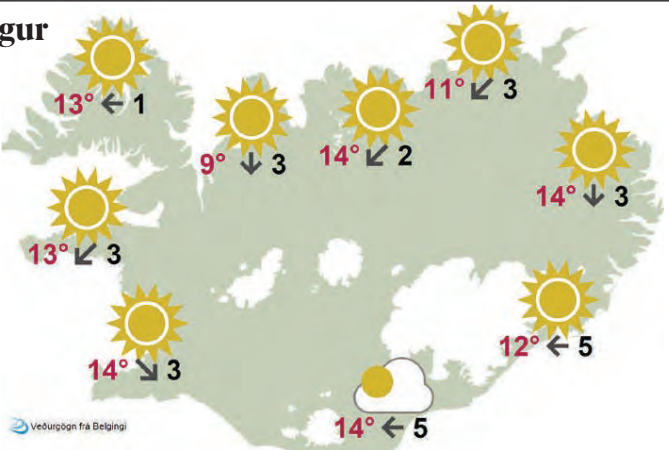 gur
11° ↙ 3
13° ← 1
9° ↓ 3
14° ↙ 2
14° ↓ 3
13° ↙ 3
12° ← 5
14° ↘ 3
14° ← 5
Veðurgögn frá Belgingi